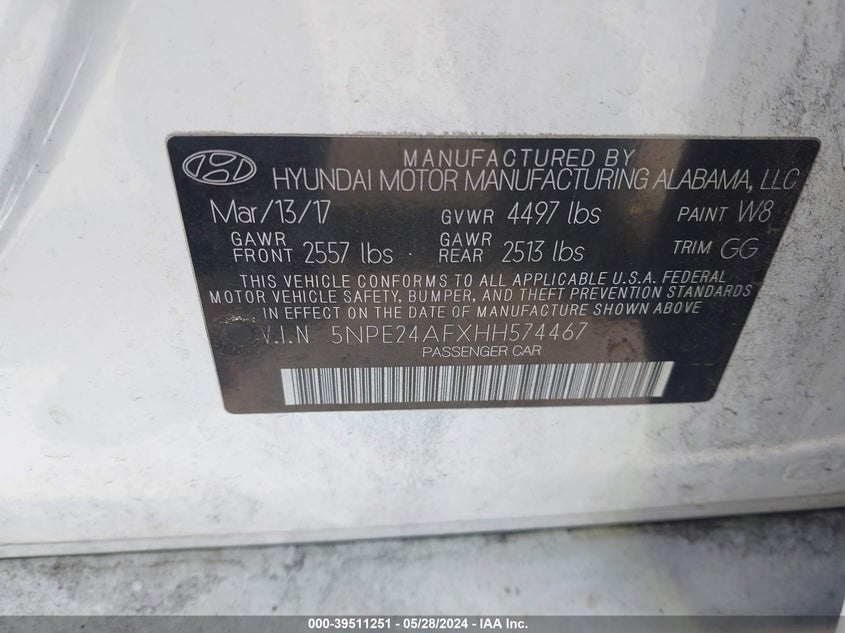 MANUFACTURED BY
HYUNDAI MOTOR MANUFACTURING ALABAMA, LLC
Mar/13/17 GVWR 4497 lbs PAINT W8
GAWR FRONT 2557 lbs GAWR REAR 2513 lbs TRIM GG
THIS VEHICLE CONFORMS TO ALL APPLICABLE U.S.A. FEDERAL
MOTOR VEHICLE SAFETY, BUMPER, AND THEFT PREVENTION STANDARDS
IN EFFECT ON THE DATE OF MANUFACTURE SHOWN ABOVE
V.I.N 5NPE24AFXHH574467
PASSENGER CAR
000-39511251 | 05/28/2024 - IAA Inc.